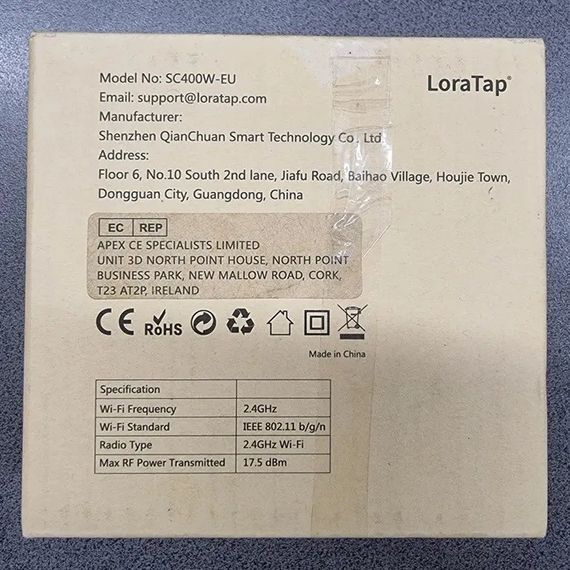 Model No: SC400W-EU
LoraTap®
Email: support@loratap.com
Manufacturer:
Shenzhen QianChuan Smart Technology Co., Ltd
Address:
Floor 6, No.10 South 2nd lane, Jiafu Road, Baihao Village, Houjie Town,
Dongguan City, Guangdong, China
EC REP
APEX CE SPECIALISTS LIMITED
UNIT 3D NORTH POINT HOUSE, NORTH POINT
BUSINESS PARK, NEW MALLOW ROAD, CORK,
T23 AT2P, IRELAND
CE RoHS
Made in China
Specification
Wi-Fi Frequency 2.4GHz
Wi-Fi Standard IEEE 802.11 b/g/n
Radio Type 2.4GHz Wi-Fi
Max RF Power Transmitted 17.5 dBm